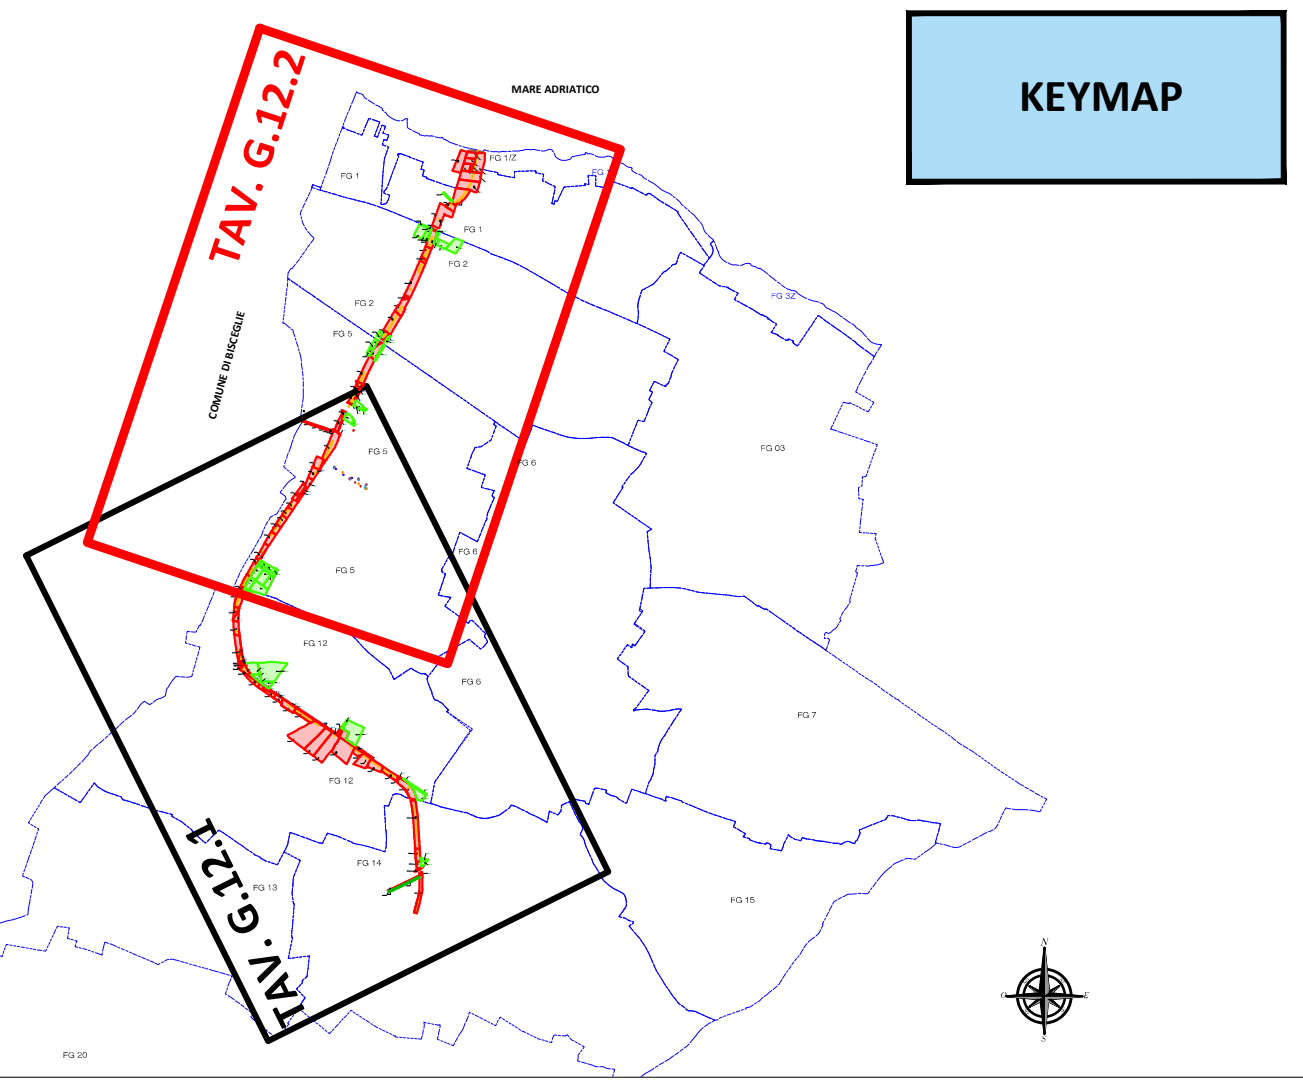 KEYMAP
TAV. G.12.2
MARE ADRIATICO
FG 1/Z
FG 1
FG
FG 1
FG 2
FG 3Z
FG 2
FG 5
COMUNE DI BISCEGLIE
FG 03
FG 5
FG 6
FG 6
FG 5
FG 12
FG 6
FG 7
FG 12
TAV. G.12.1
FG 14
FG 13
FG 15
N
O
E
S
FG 20